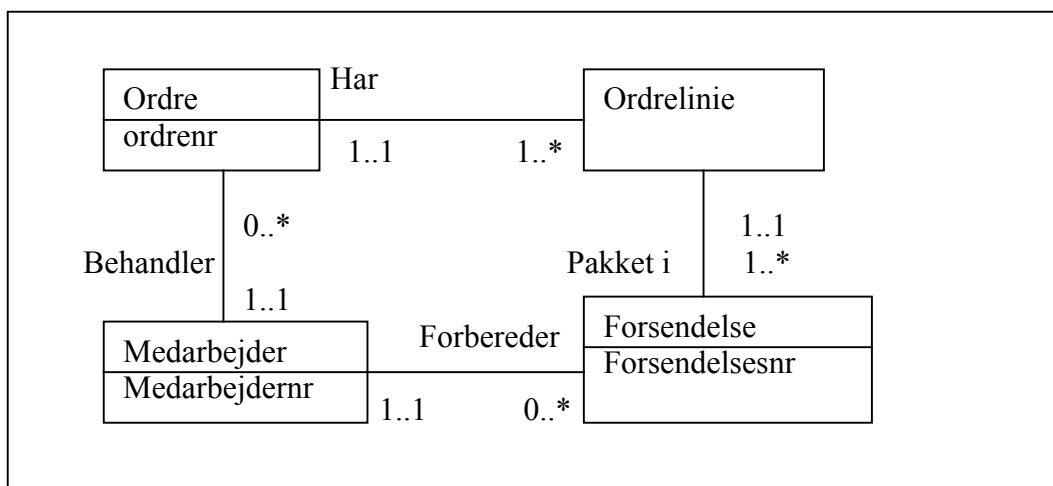 Har
Ordre
ordrenr
Ordrelinie
1..1
1..*
0..*
1..1
Behandler
Pakket i
1..*
1..1
Medarbejder
Medarbejdernr
Forbereder
Forsendelse
Forsendelsesnr
1..1
0..*